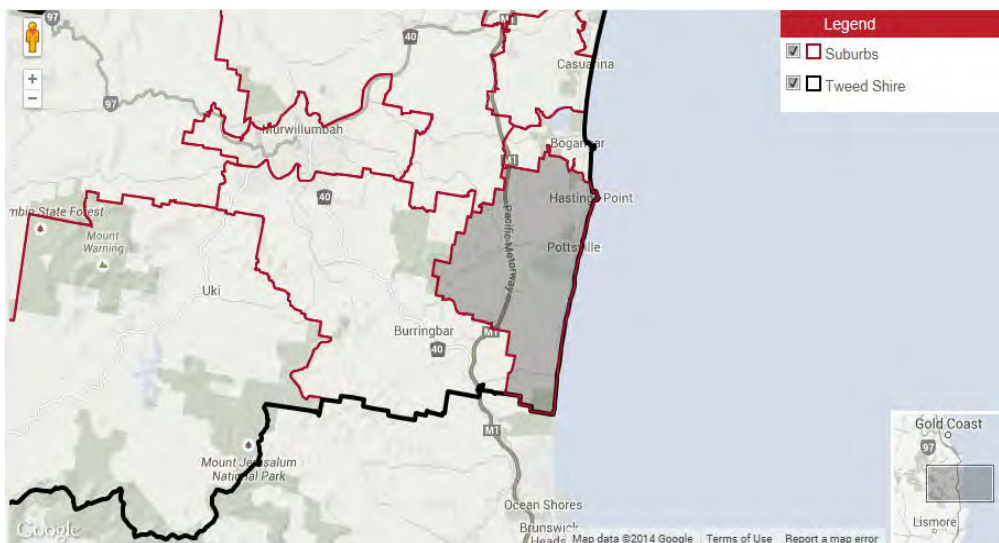 Legend
Suburbs
Tweed Shire
97
40
M1
Casuarina
97
Murwillumbah
Bogangar
M1
40
mbin State Forest
Mount
Warning
Hastings Point
Pacific Motorway
Pottsville
Uki
Burringbar
M1
40
M1
Mount Jerusalem
National Park
Gold Coast
97
Lismore
Ocean Shores
Brunswick
Heads
Google
Map data ©2014 Google
Terms of Use
Report a map error